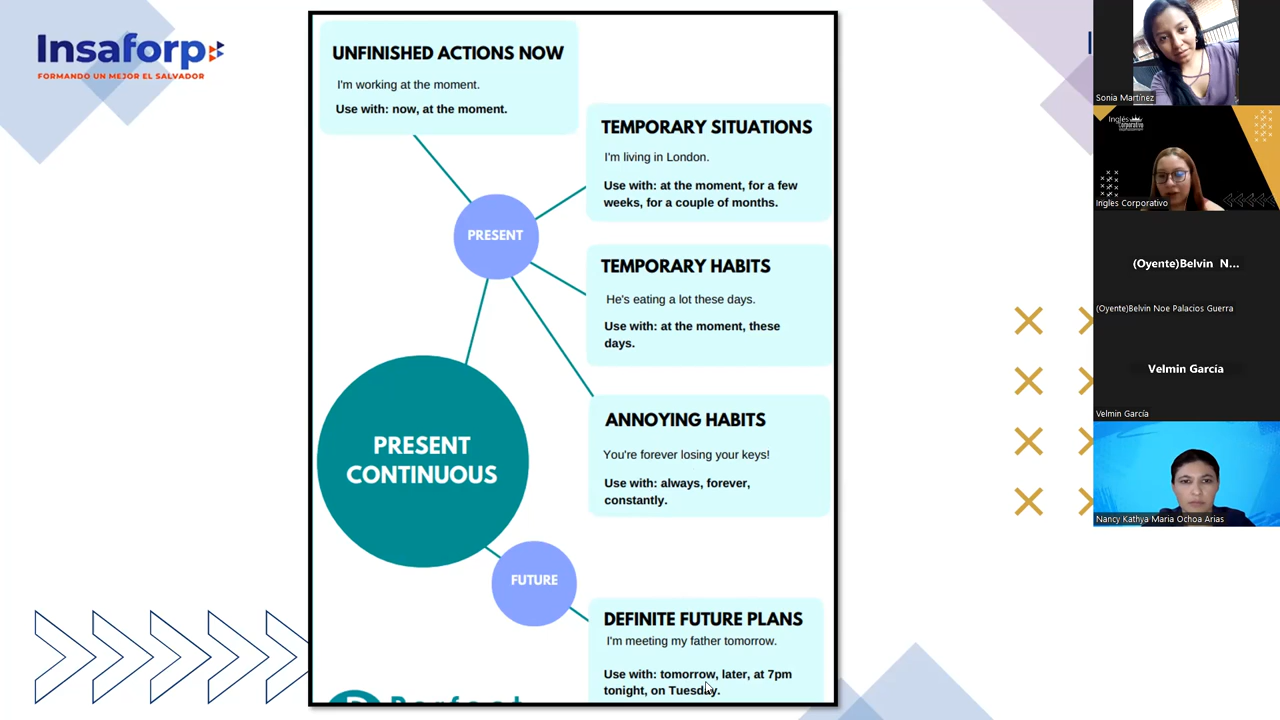 Insaforp
FORMANDO UN MEJOR EL SALVADOR
UNFINISHED ACTIONS NOW
I'm working at the moment.
Use with: now, at the moment.
TEMPORARY SITUATIONS
I'm living in London.
Use with: at the moment, for a few
weeks, for a couple of months.
PRESENT
TEMPORARY HABITS
He's eating a lot these days.
Use with: at the moment, these
days.
ANNOYING HABITS
You're forever losing your keys!
Use with: always, forever,
constantly.
PRESENT
CONTINUOUS
FUTURE
DEFINITE FUTURE PLANS
I'm meeting my father tomorrow.
Use with: tomorrow, later, at 7pm
tonight, on Tuesday.
Sonia Martínez
Inglés
Corporativo
Ingles Corporativo
(Oyente)Belvin N...
(Oyente)Belvin Noe Palacios Guerra
Velmin García
Velmin García
Nancy Kathya Maria Ochoa Arias